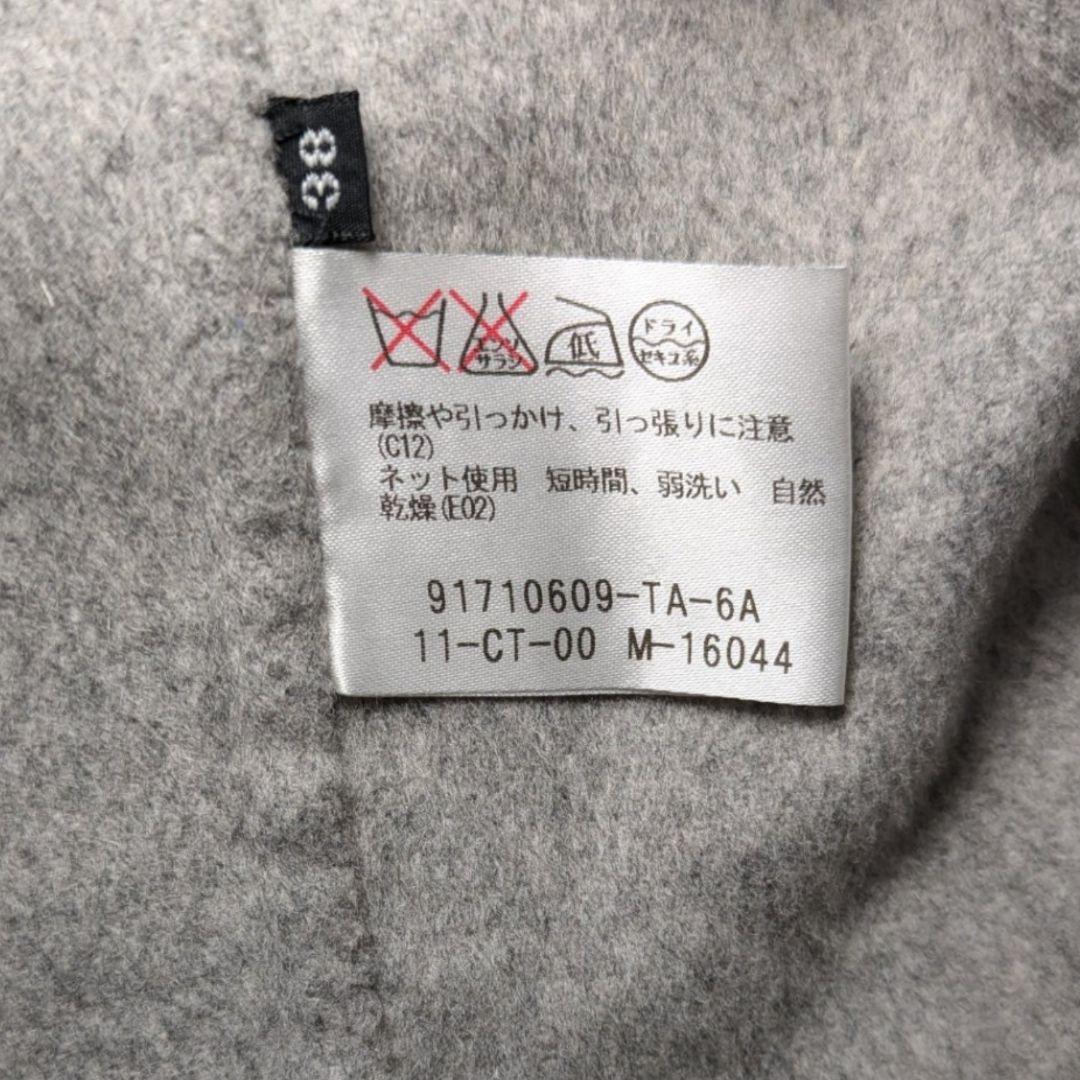 38
エンソ
サラシ
低
ドライ
セキユ系
摩擦や引っかけ、引っ張りに注意
(C12)
ネット使用 短時間、弱洗い 自然
乾燥(E02)
91710609-TA-6A
11-CT-00 M-16044